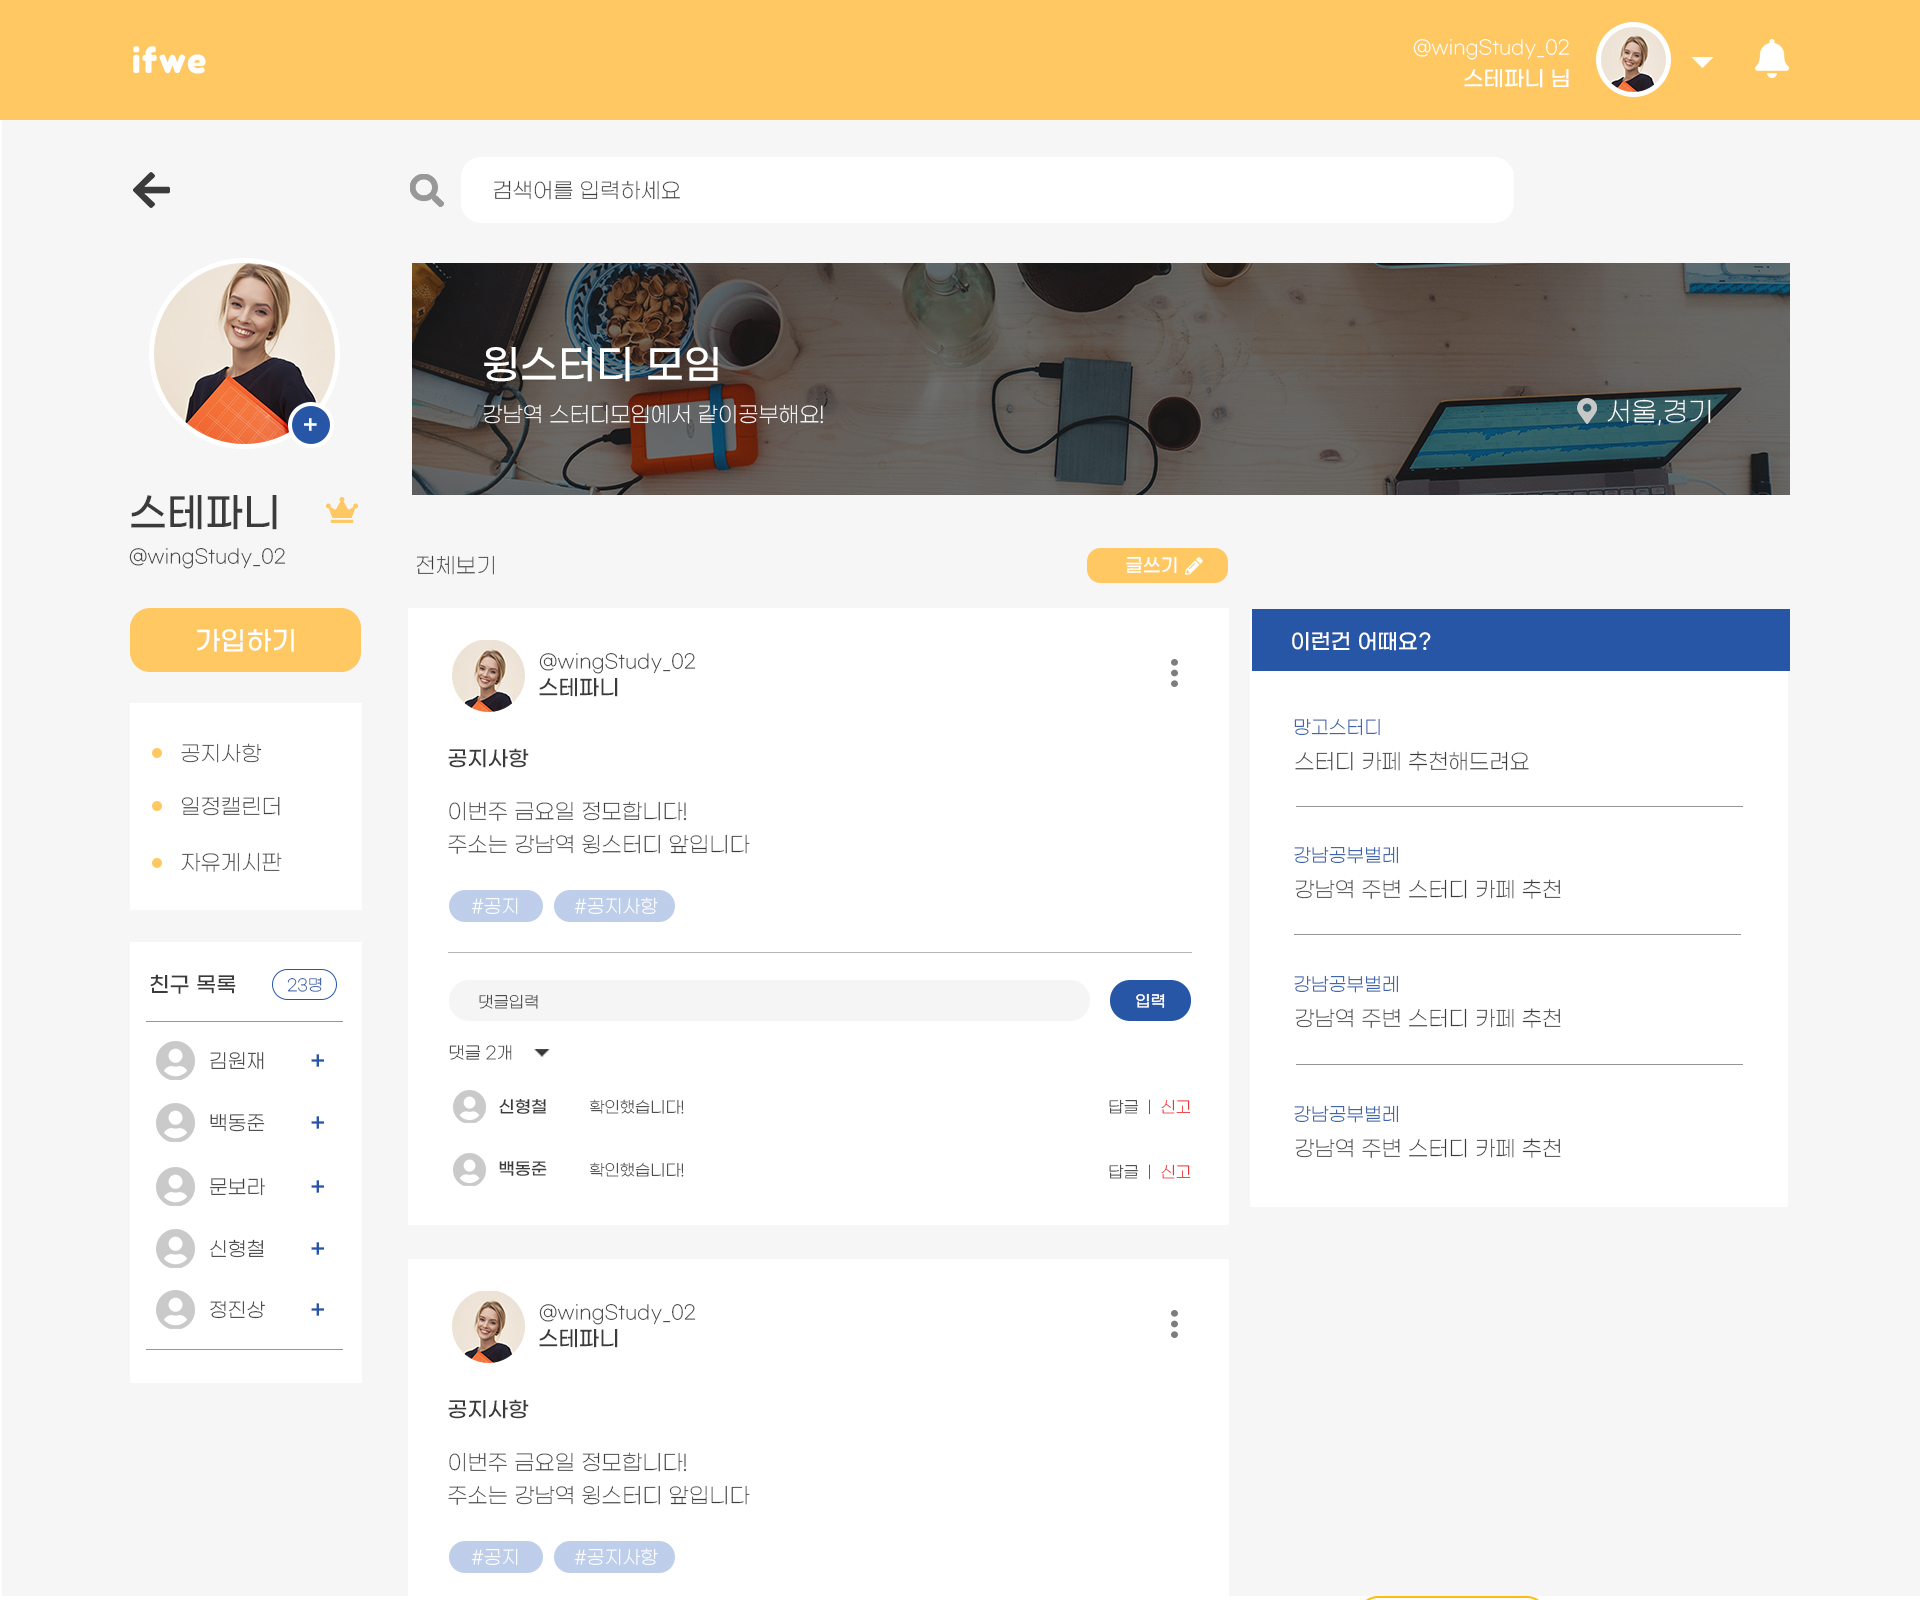 ifwe
@wingStudy_02
스테파니 님
검색어를 입력하세요
윙스터디 모임
강남역 스터디모임에서 같이공부해요!
서울,경기
스테파니
@wingStudy_02
가입하기
공지사항
일정캘린더
자유게시판
친구 목록
23명
김원재
백동준
문보라
신형철
정진상
전체보기
글쓰기
@wingStudy_02
스테파니
공지사항
이번주 금요일 정모합니다!
주소는 강남역 윙스터디 앞입니다
#공지 #공지사항
댓글입력
입력
댓글 2개
신형철 확인했습니다! 답글 | 신고
백동준 확인했습니다! 답글 | 신고
@wingStudy_02
스테파니
공지사항
이번주 금요일 정모합니다!
주소는 강남역 윙스터디 앞입니다
#공지 #공지사항
이런건 어때요?
망고스터디
스터디 카페 추천해드려요
강남공부벌레
강남역 주변 스터디 카페 추천
강남공부벌레
강남역 주변 스터디 카페 추천
강남공부벌레
강남역 주변 스터디 카페 추천